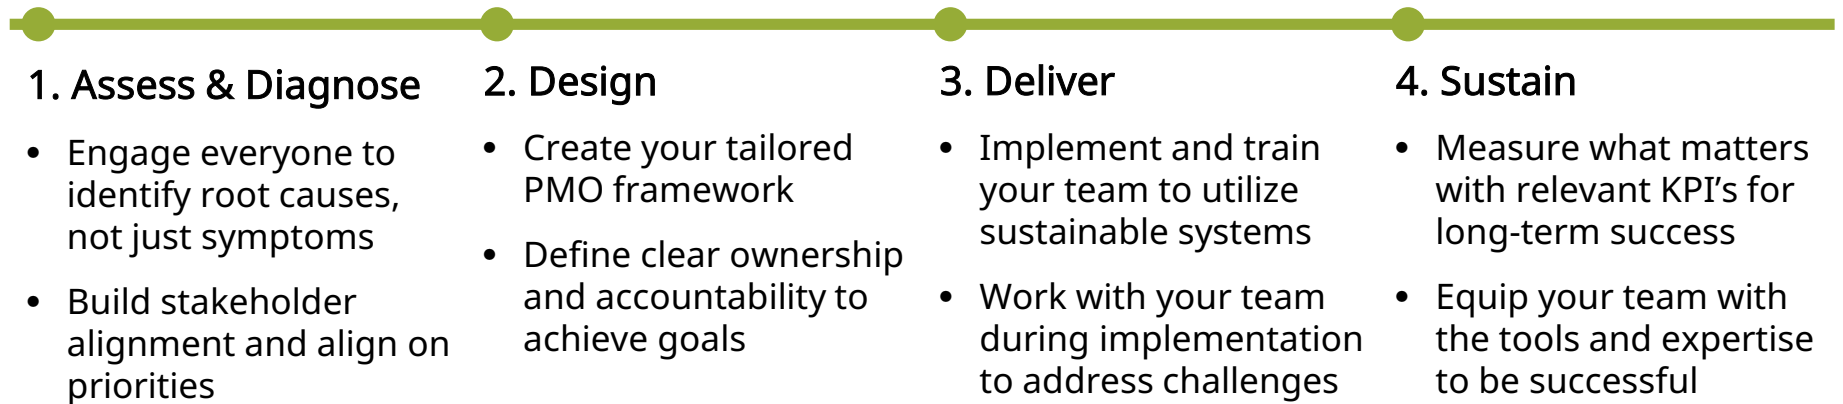 1. Assess & Diagnose
• Engage everyone to
identify root causes,
not just symptoms
• Build stakeholder
alignment and align on
priorities
2. Design
• Create your tailored
PMO framework
• Define clear ownership
and accountability to
achieve goals
3. Deliver
• Implement and train
your team to utilize
sustainable systems
• Work with your team
during implementation
to address challenges
4. Sustain
• Measure what matters
with relevant KPI’s for
long-term success
• Equip your team with
the tools and expertise
to be successful